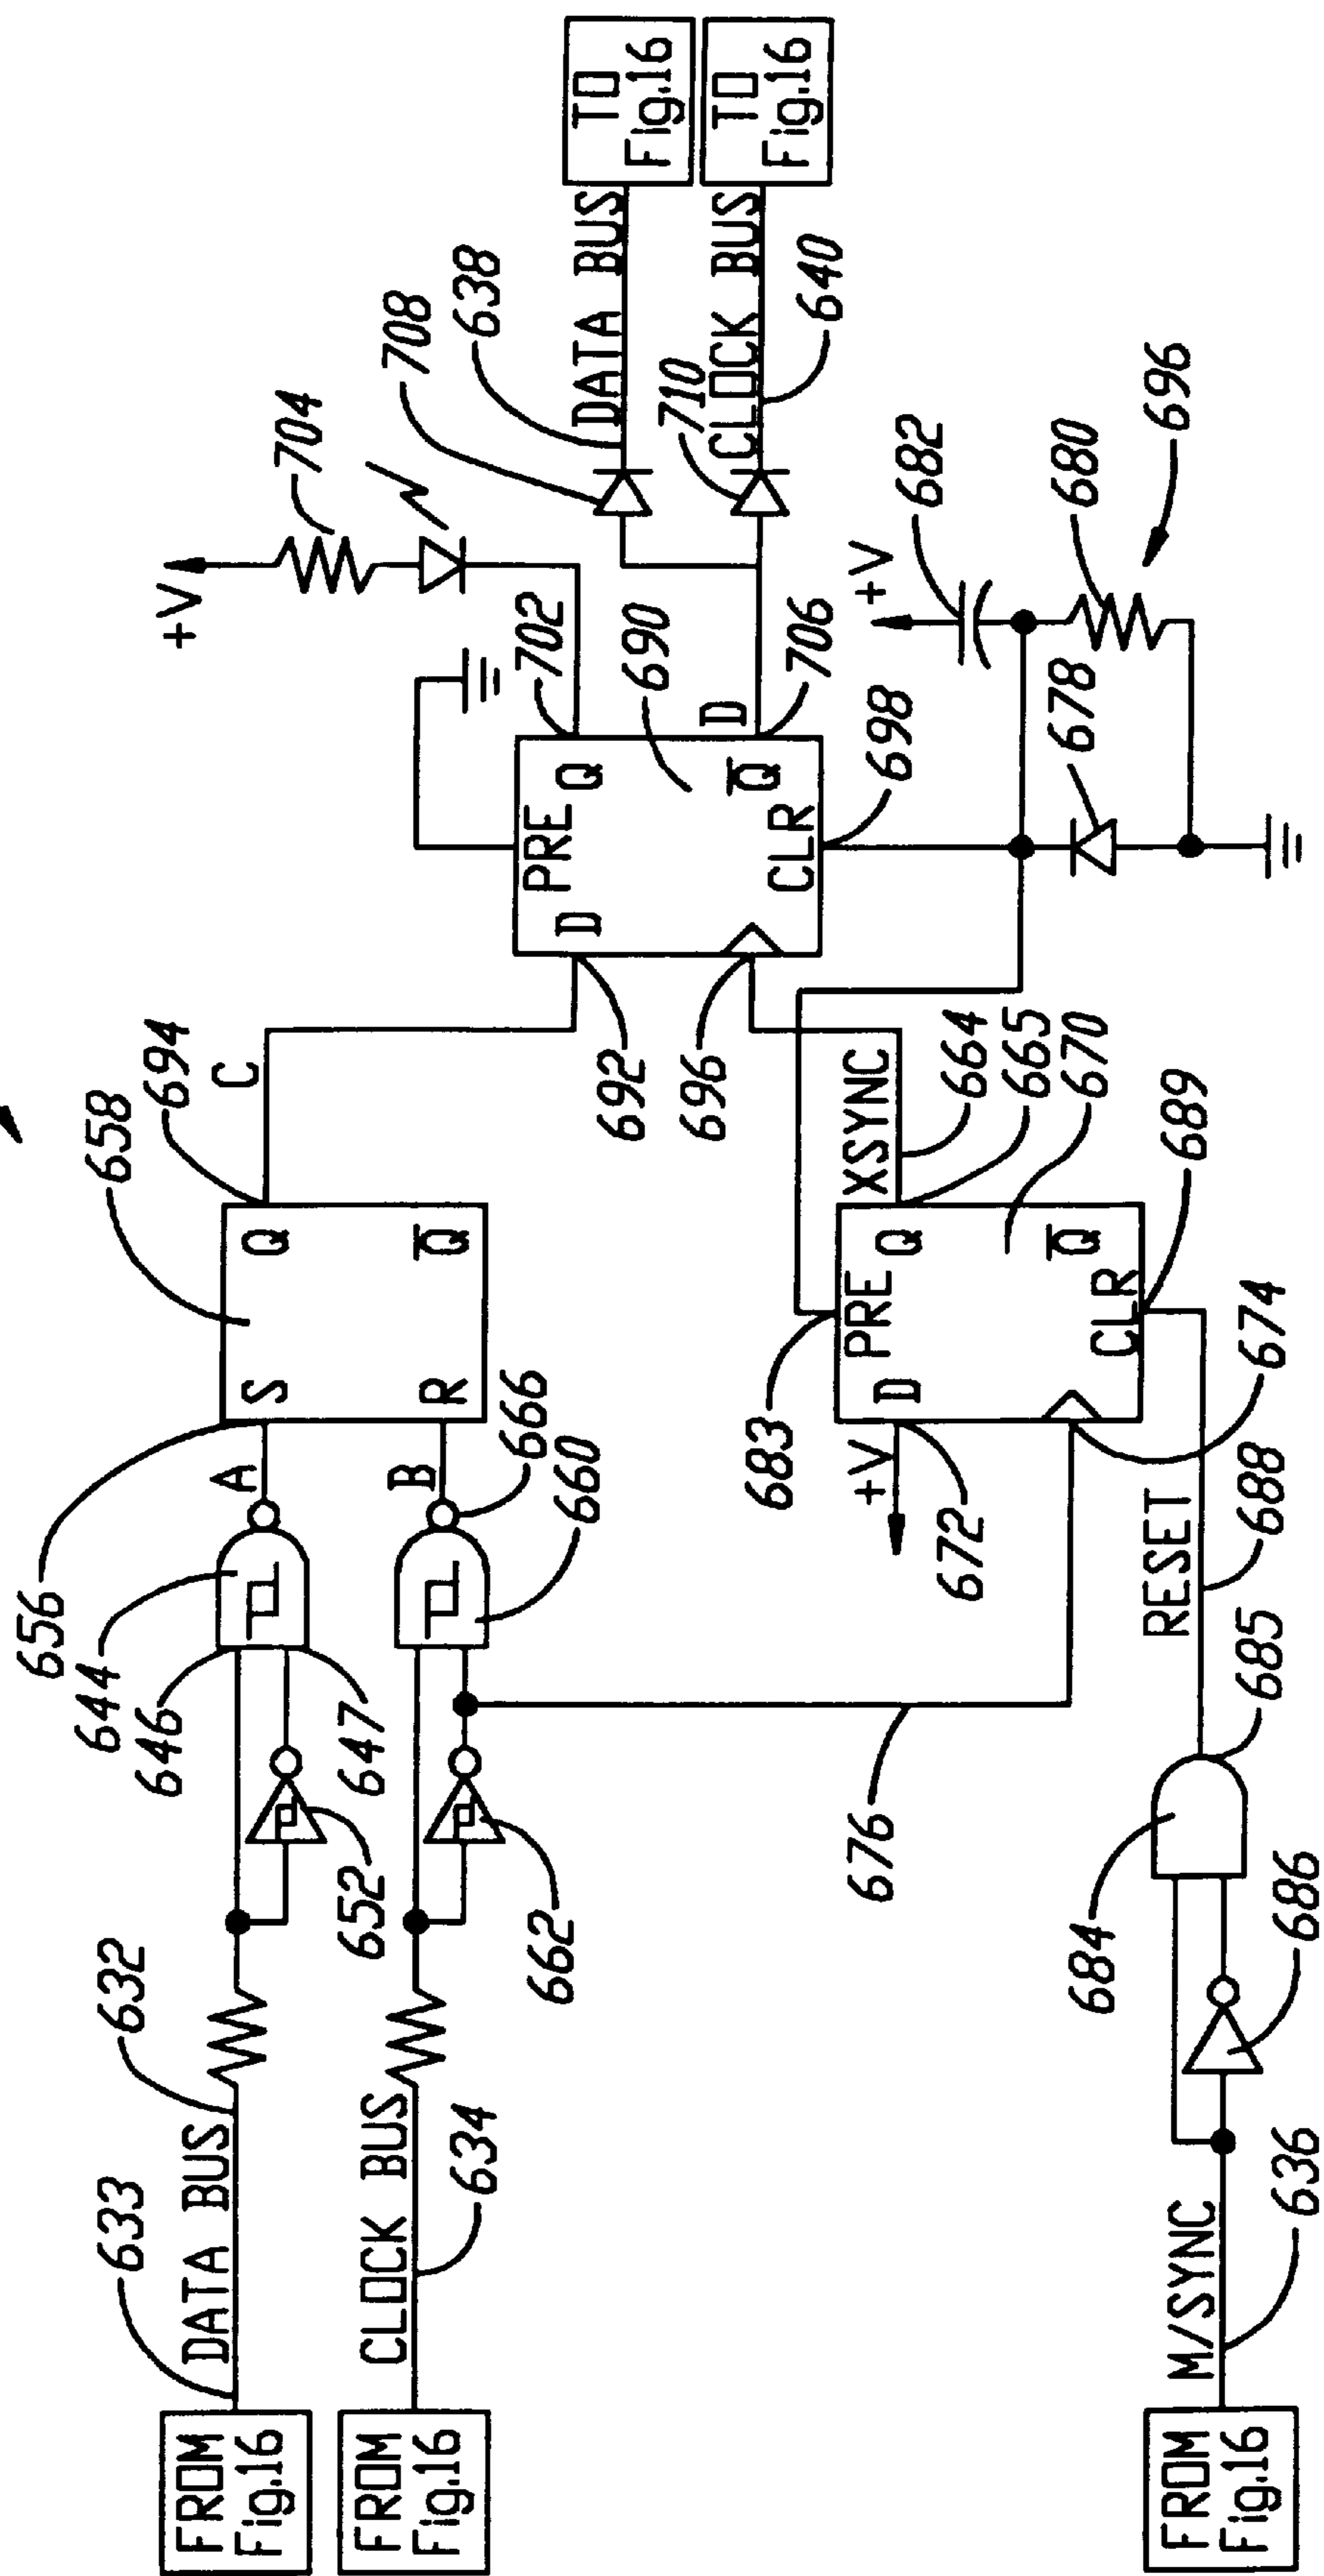 FROM
Fig.16
633
DATA BUS
632
652
646
644
647
656
A
S
Q
R
Q
658
694
C
FROM
Fig.16
CLOCK BUS
634
662
B
666
660
676
FROM
Fig.16
M/SYNC
636
686
684
685
RESET
688
+V
672
683
D
PRE
Q
Q
CLR
674
689
670
665
664
XSYNC
692
696
D
PRE
Q
Q
CLR
690
698
702
706
D
+V
704
708
710
638
DATA BUS
TO
Fig.16
CLOCK BUS
640
TO
Fig.16
+V
682
678
680
696